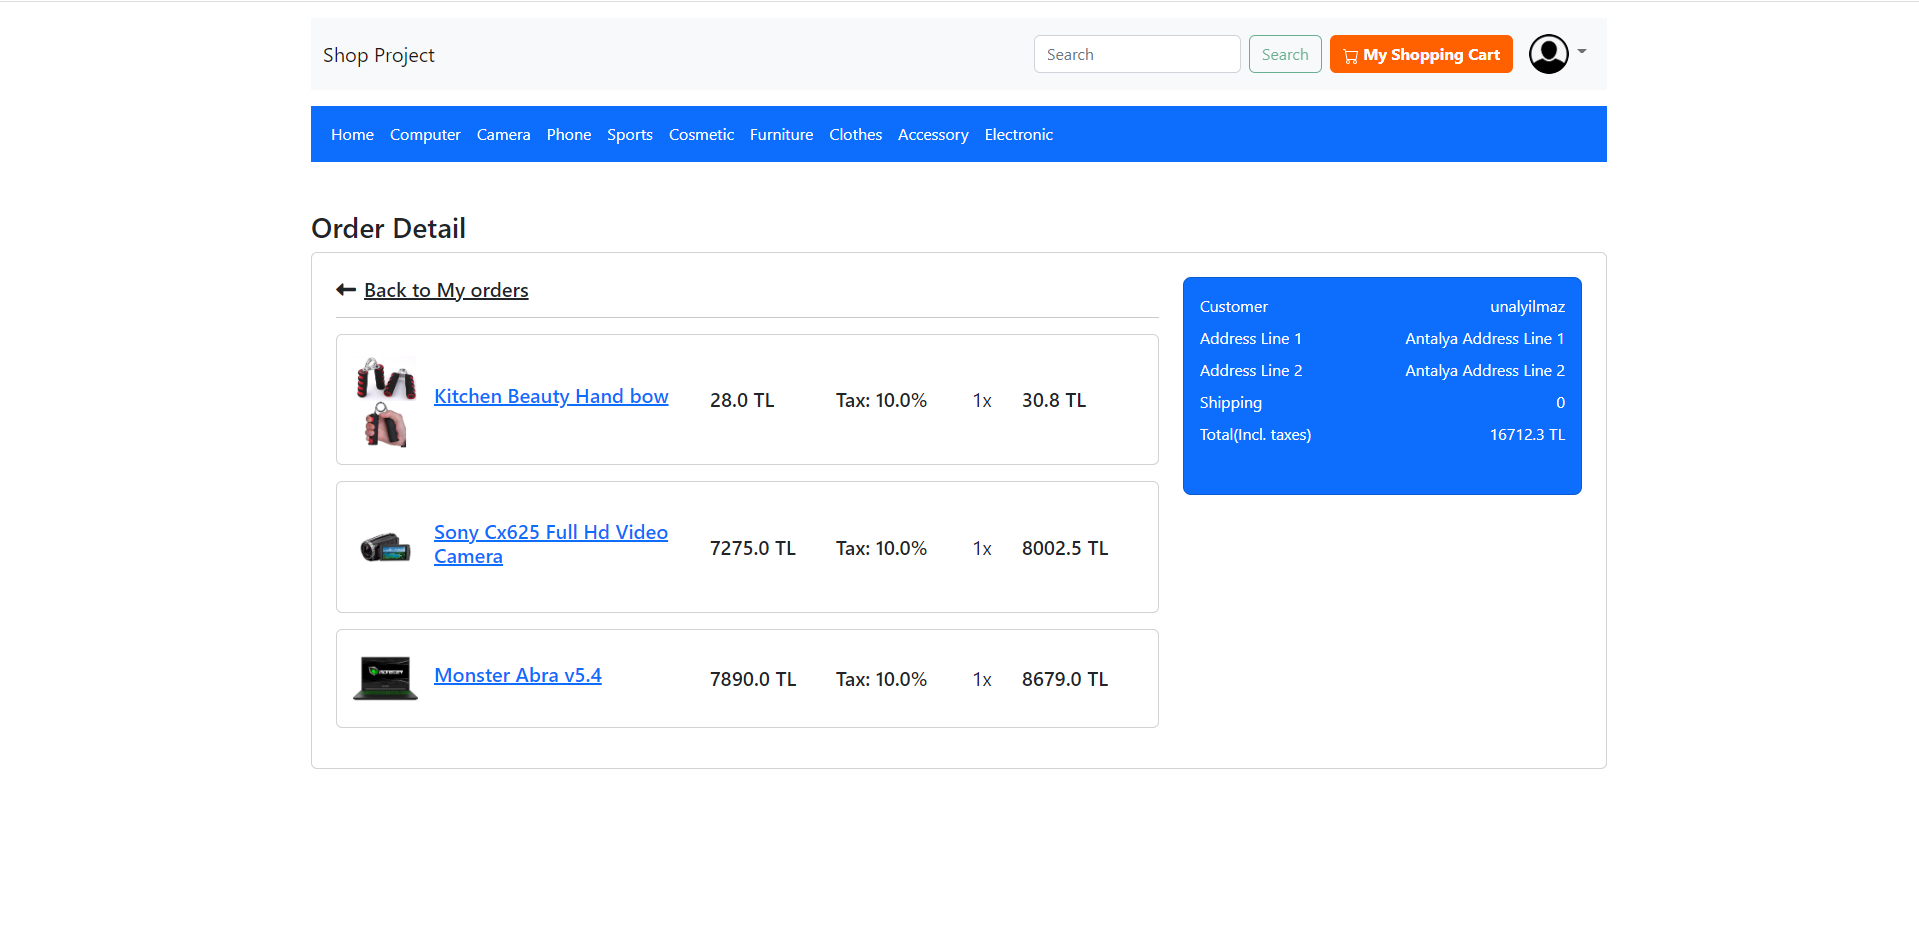 Shop Project
Search
Search
My Shopping Cart
Home Computer Camera Phone Sports Cosmetic Furniture Clothes Accessory Electronic
Order Detail
Back to My orders
Kitchen Beauty Hand bow 28.0 TL Tax: 10.0% 1x 30.8 TL
Sony Cx625 Full Hd Video
Camera
7275.0 TL Tax: 10.0% 1x 8002.5 TL
MONSTER
Monster Abra v5.4 7890.0 TL Tax: 10.0% 1x 8679.0 TL
Customer unalyilmaz
Address Line 1 Antalya Address Line 1
Address Line 2 Antalya Address Line 2
Shipping 0
Total(Incl. taxes) 16712.3 TL